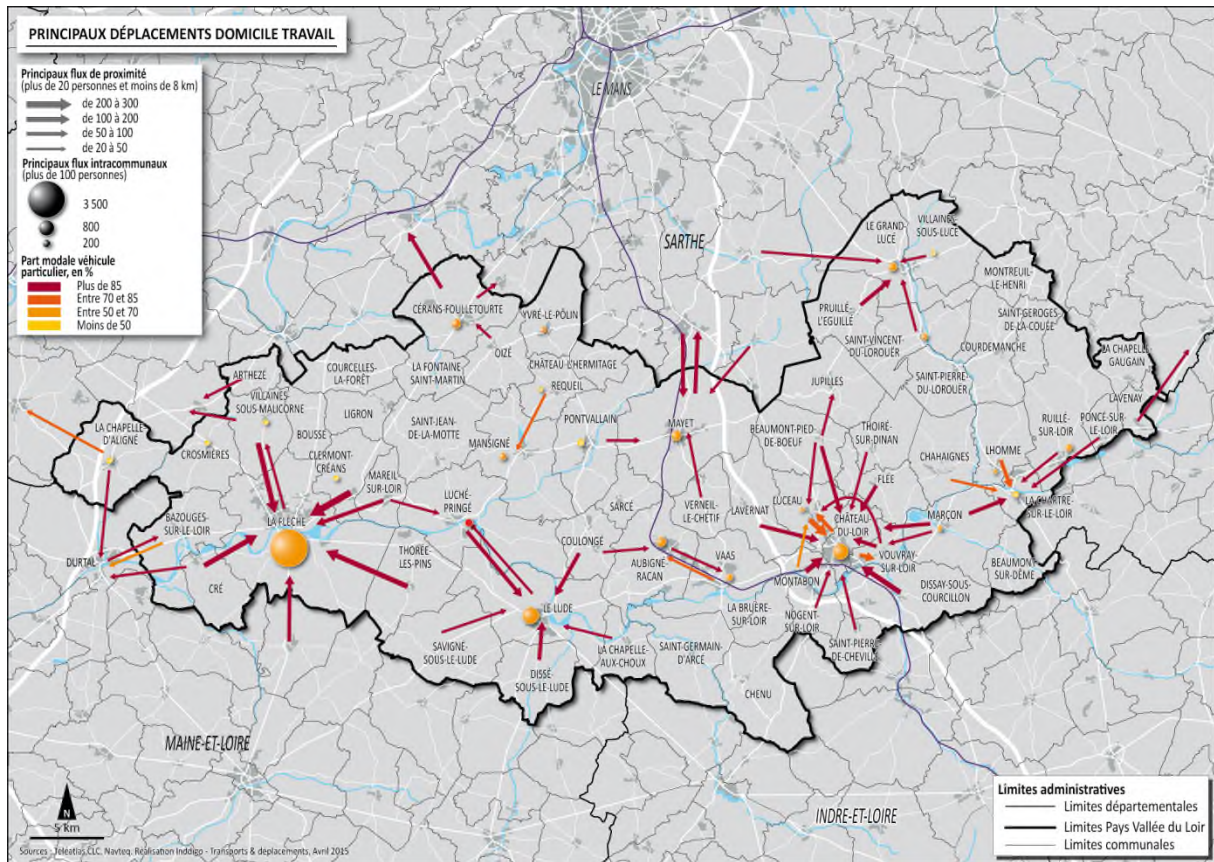 PRINCIPAUX DÉPLACEMENTS DOMICILE TRAVAIL
Principaux flux de proximité
(plus de 20 personnes et moins de 8 km)
de 200 à 300
de 100 à 200
de 50 à 100
de 20 à 50
Principaux flux intracommunaux
(plus de 100 personnes)
3 500
800
200
Part modale véhicule
particulier, en %
Plus de 85
Entre 70 et 85
Entre 50 et 70
Moins de 50
LE MANS
SARTHE
LE GRAND-
LUCÉ
VILLAINES-
SOUS-LUCÉ
MONTREUIL-
LE-HENRI
SAINT-GEROGES-
DE-LA-COUÉE
PRUILLÉ-
L'EGUILLÉ
SAINT-VINCENT-
DU-LOROUËR
COURDEMANCHE
LA CHAPELLE-
GAUGAIN
CÉRANS-FOULLETOURTE
YVRÉ-LE-PÔLIN
OIZÉ
COURCELLES-
LA-FORÊT
LA FONTAINE-
SAINT-MARTIN
CHÂTEAU-L'HERMITAGE
REQUEIL
ARTHEZÉ
VILLAINES-
SOUS-MALICORNE
LIGRON
SAINT-JEAN-
DE-LA-MOTTE
MANSIGNÉ
PONTVALLAIN
MAYET
JUPILLES
SAINT-PIERRE-
DU-LOROUËR
LAVENAY
PONCÉ-SUR-
LE-LOIR
RUILLÉ-
SUR-LOIR
LA CHAPELLE-
D'ALIGNÉ
CROSMIÈRES
BOUSSE
CLERMONT-
CRÉANS
MAREIL-
SUR-LOIR
BEAUMONT-PIED-
DE-BOEUF
THOIRÉ-
SUR-DINAN
FLÉE
CHAHAIGNES
LHOMME
LA CHARTRE-
SUR-LE-LOIR
LUCHÉ-
PRINGÉ
SARCÉ
VERNEIL-
LE-CHETIF
LAVERNAT
LUCEAU
CHÂTEAU-
DU-LOIR
MARÇON
BAZOUGES-
SUR-LE-LOIR
LA FLÈCHE
DURTAL
CRÉ
THORÉE-
LES-PINS
COULONGÉ
AUBIGNÉ-
RACAN
VAAS
MONTABON
VOUVRAY-
SUR-LOIR
BEAUMONT-
SUR-DÊME
DISSAY-SOUS-
COURCILLON
LE LUDE
LA BRUÈRE-
SUR-LOIR
NOGENT-
SUR-LOIR
SAINT-PIERRE-
DE-CHEVILLÉ
SAVIGNÉ-
SOUS-LE-LUDE
DISSÉ-
SOUS-LE-LUDE
LA CHAPELLE-
AUX-CHOUX
SAINT-GERMAIN-
D'ARCÉ
CHENU
MAINE-ET-LOIRE
INDRE-ET-LOIRE
N
5 km
Limites administratives
Limites départementales
Limites Pays Vallée du Loir
Limites communales
Sources : Téléatlas, CLC, Navteq. Réalisation Inddigo - Transports & déplacements, Avril 2015